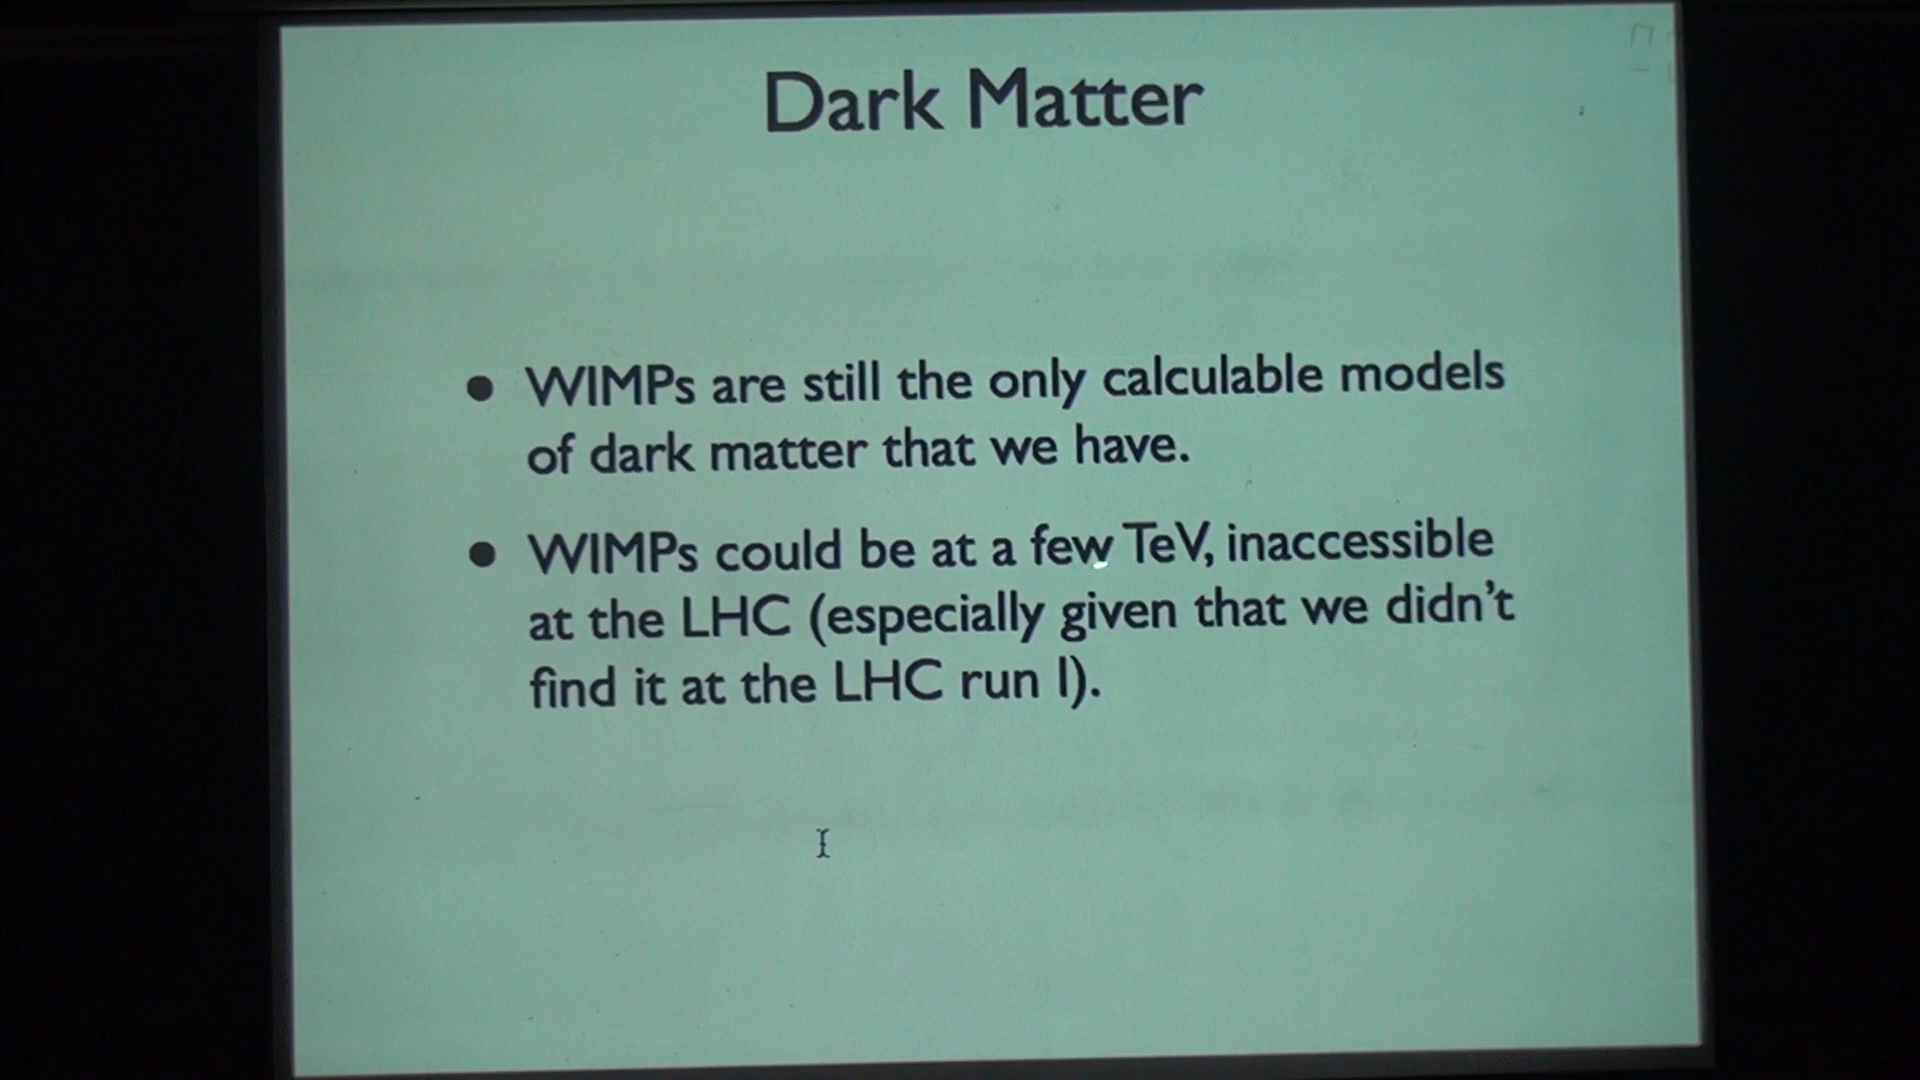 Dark Matter
• WIMPs are still the only calculable models
of dark matter that we have.
• WIMPs could be at a few TeV, inaccessible
at the LHC (especially given that we didn't
find it at the LHC run I).